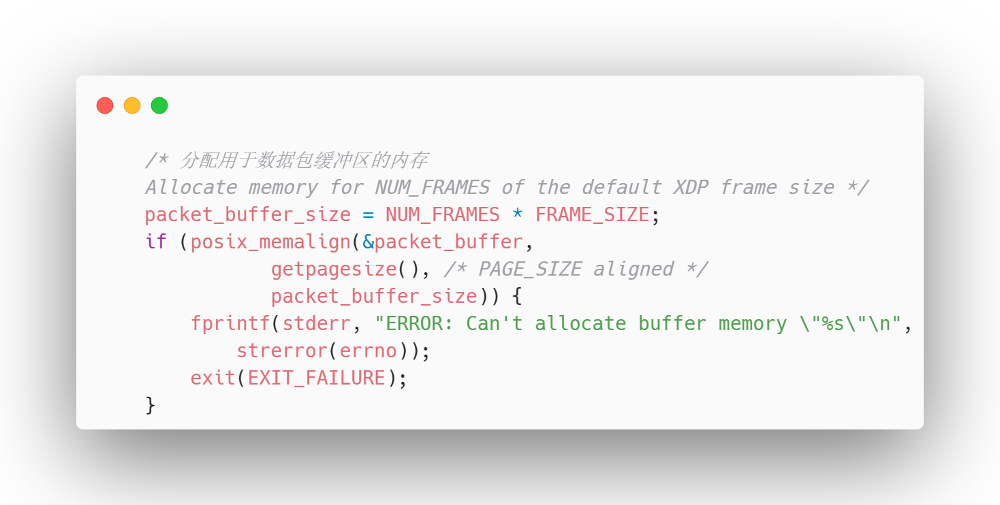 /* 分配用于数据包缓冲区的内存
Allocate memory for NUM_FRAMES of the default XDP frame size */
packet_buffer_size = NUM_FRAMES * FRAME_SIZE;
if (posix_memalign(&packet_buffer,
getpagesize(), /* PAGE_SIZE aligned */
packet_buffer_size)) {
fprintf(stderr, "ERROR: Can't allocate buffer memory \"%s\"\n",
strerror(errno));
exit(EXIT_FAILURE);
}